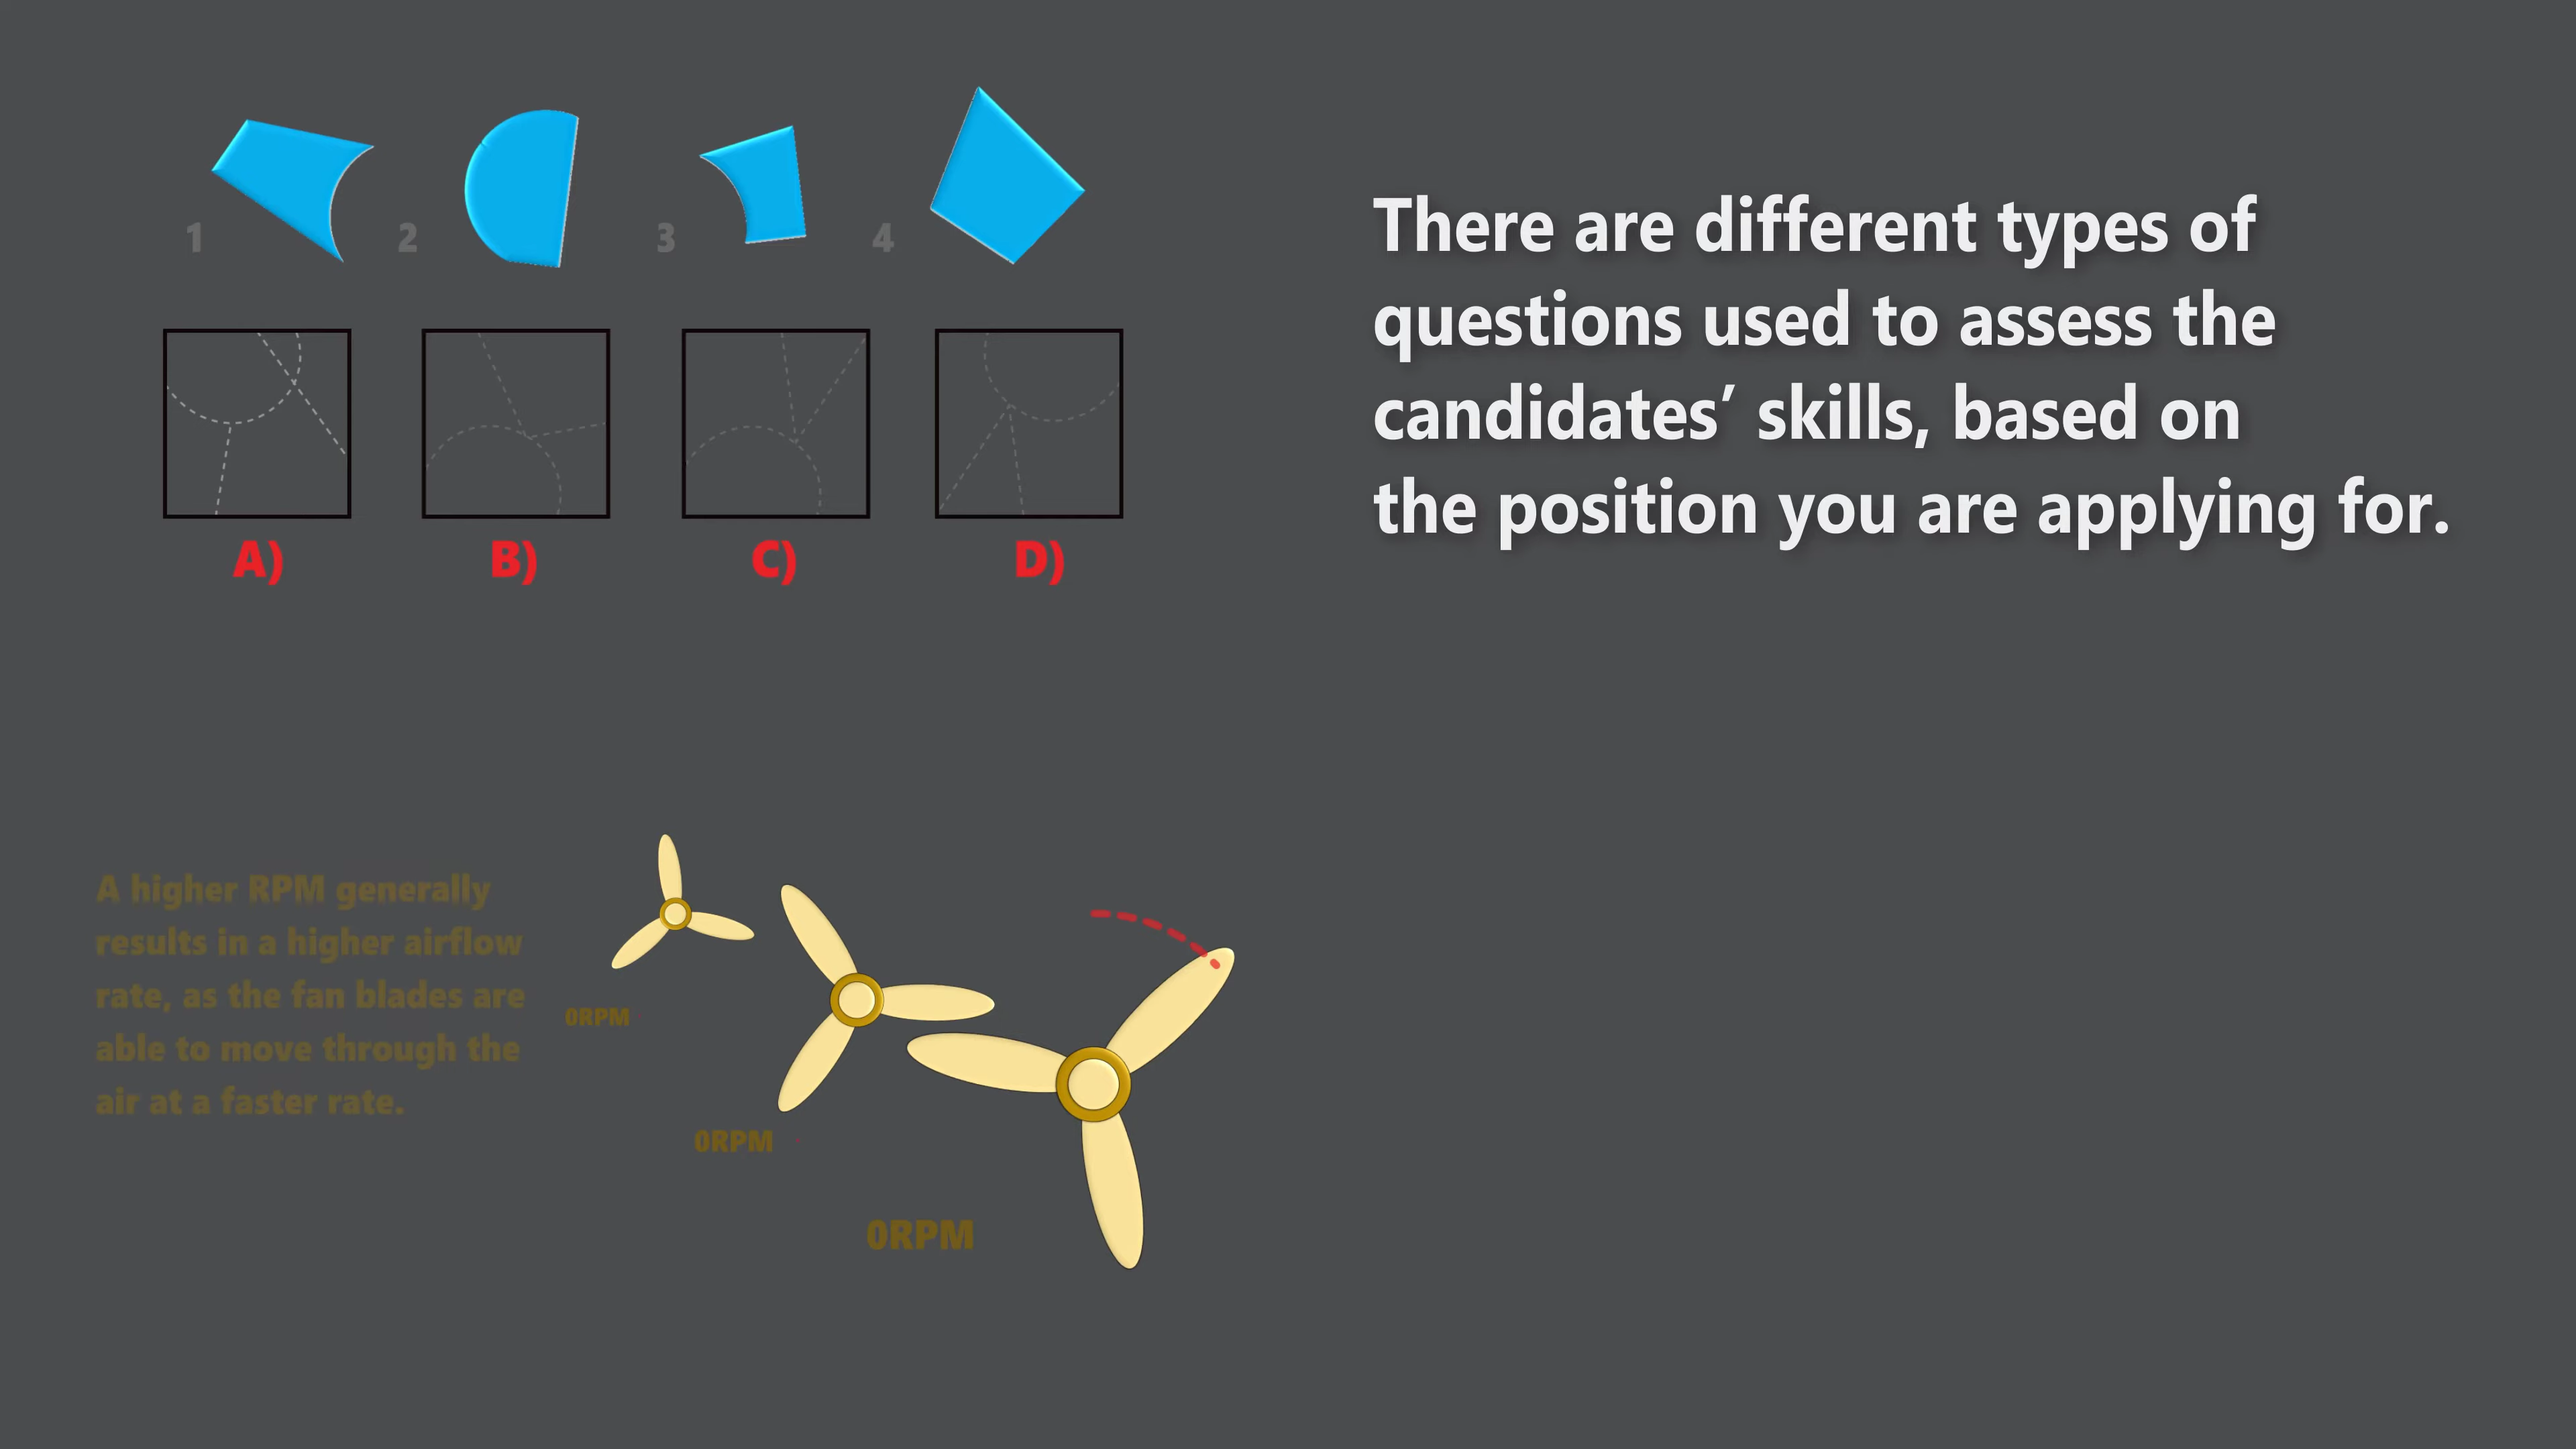 1 2 3 4
A) B) C) D)
There are different types of
questions used to assess the
candidates’ skills, based on
the position you are applying for.
A higher RPM generally
results in a higher airflow
rate, as the fan blades are
able to move through the
air at a faster rate.
0RPM
0RPM
0RPM